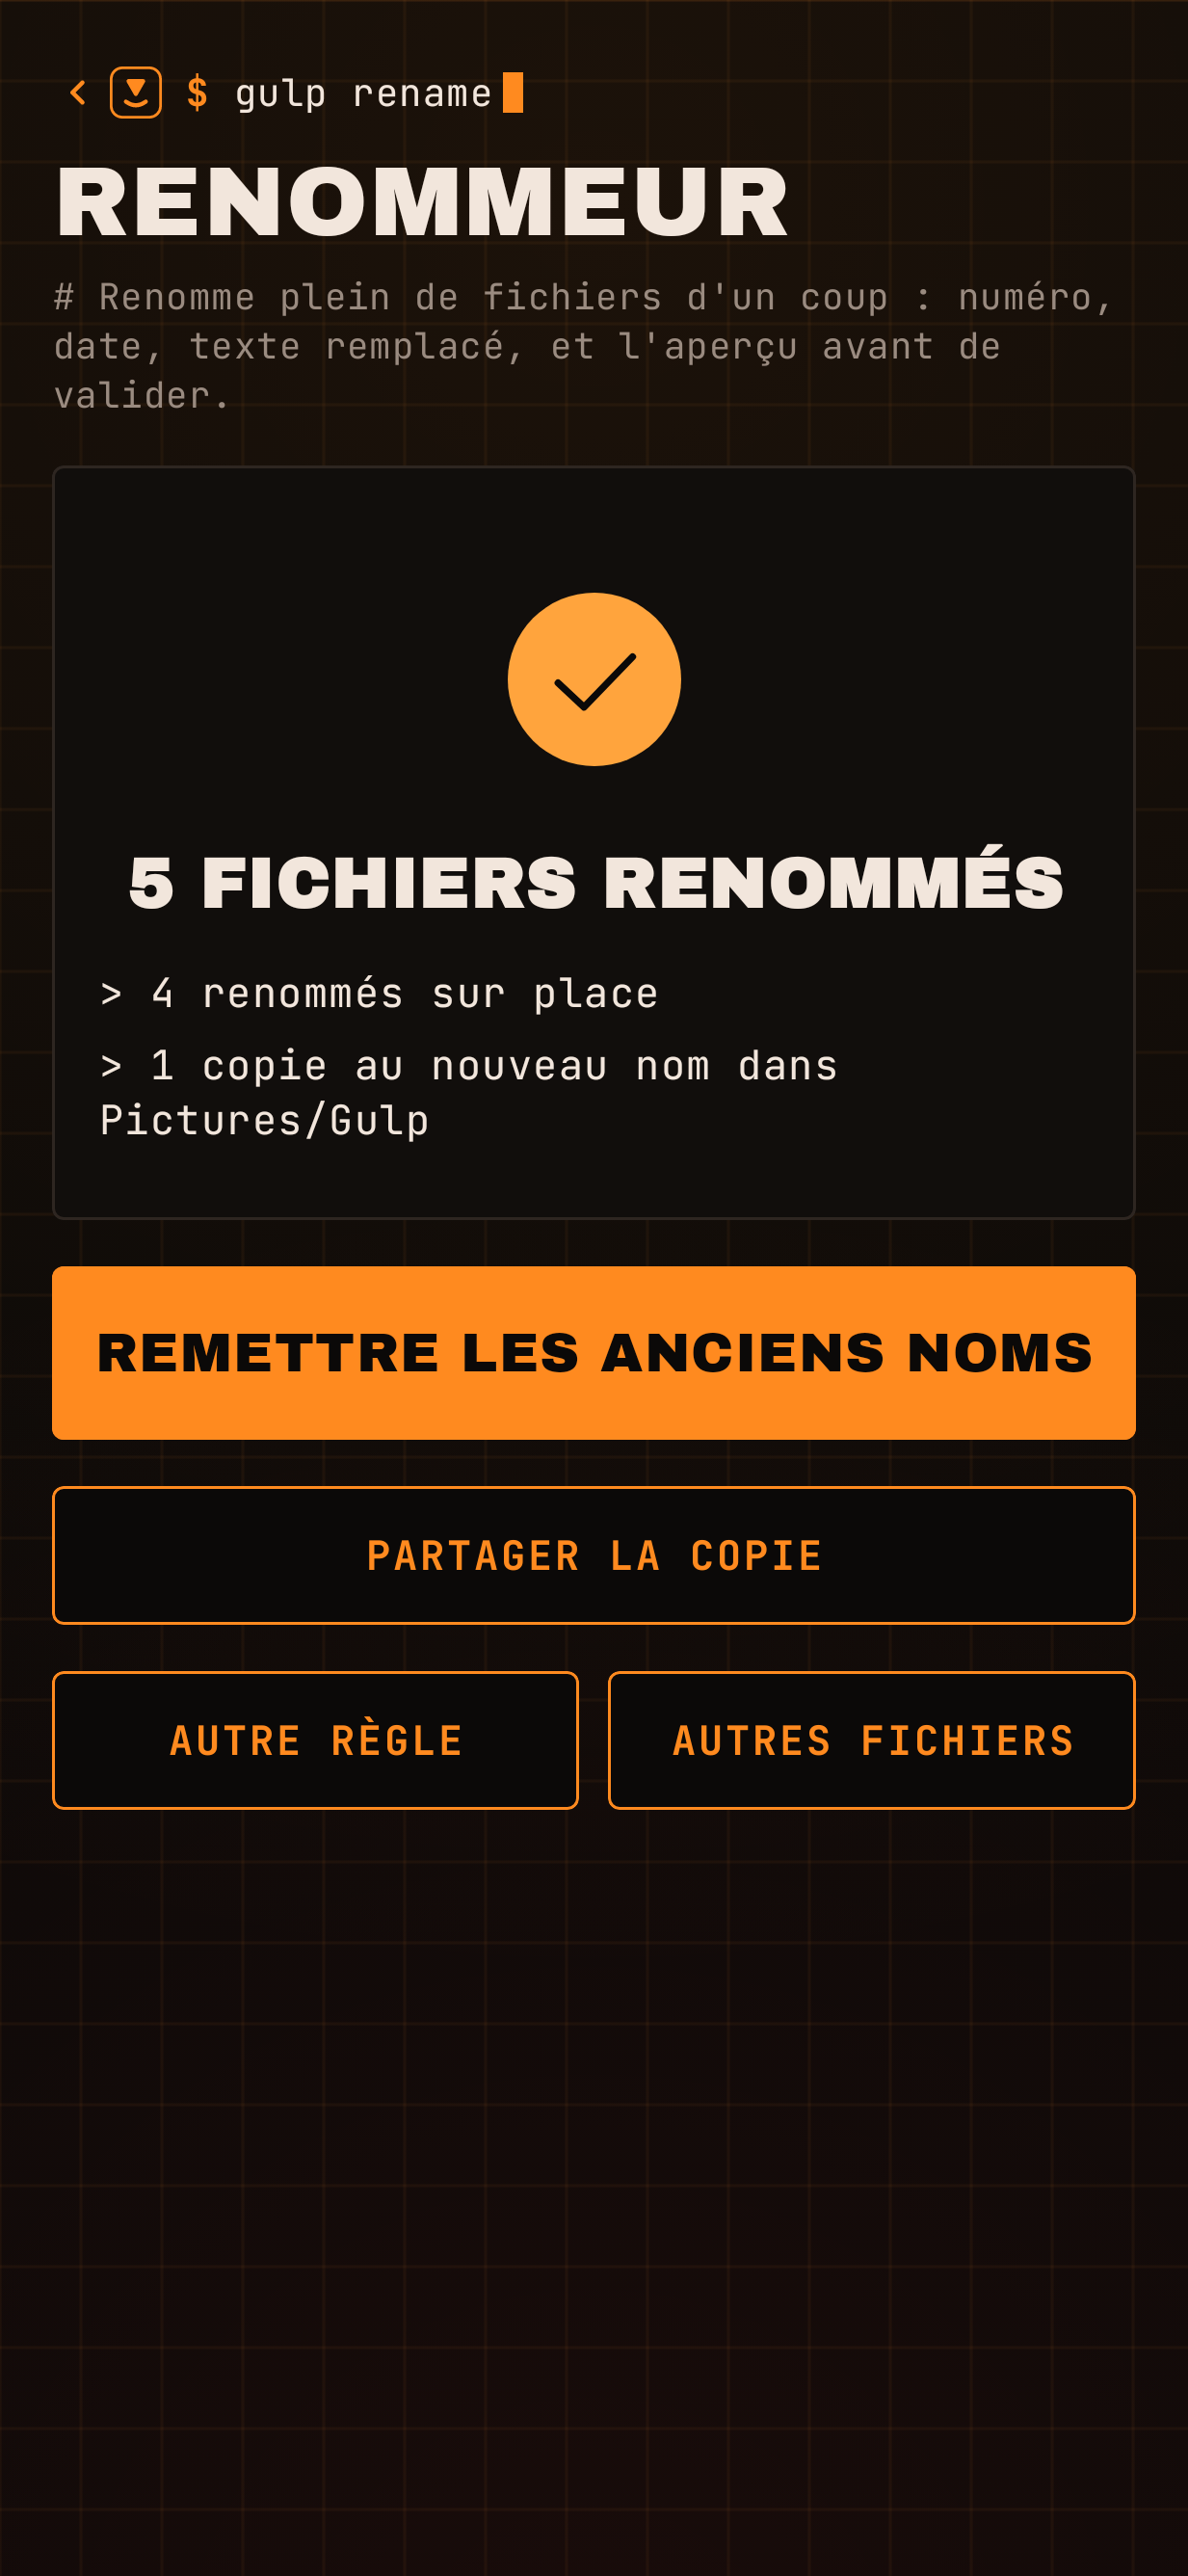 $ gulp rename
RENOMMEUR
# Renomme plein de fichiers d'un coup : numéro,
date, texte remplacé, et l'aperçu avant de
valider.
5 FICHIERS RENOMMÉS
> 4 renommés sur place
> 1 copie au nouveau nom dans
Pictures/Gulp
REMETTRE LES ANCIENS NOMS
PARTAGER LA COPIE
AUTRE RÈGLE
AUTRES FICHIERS